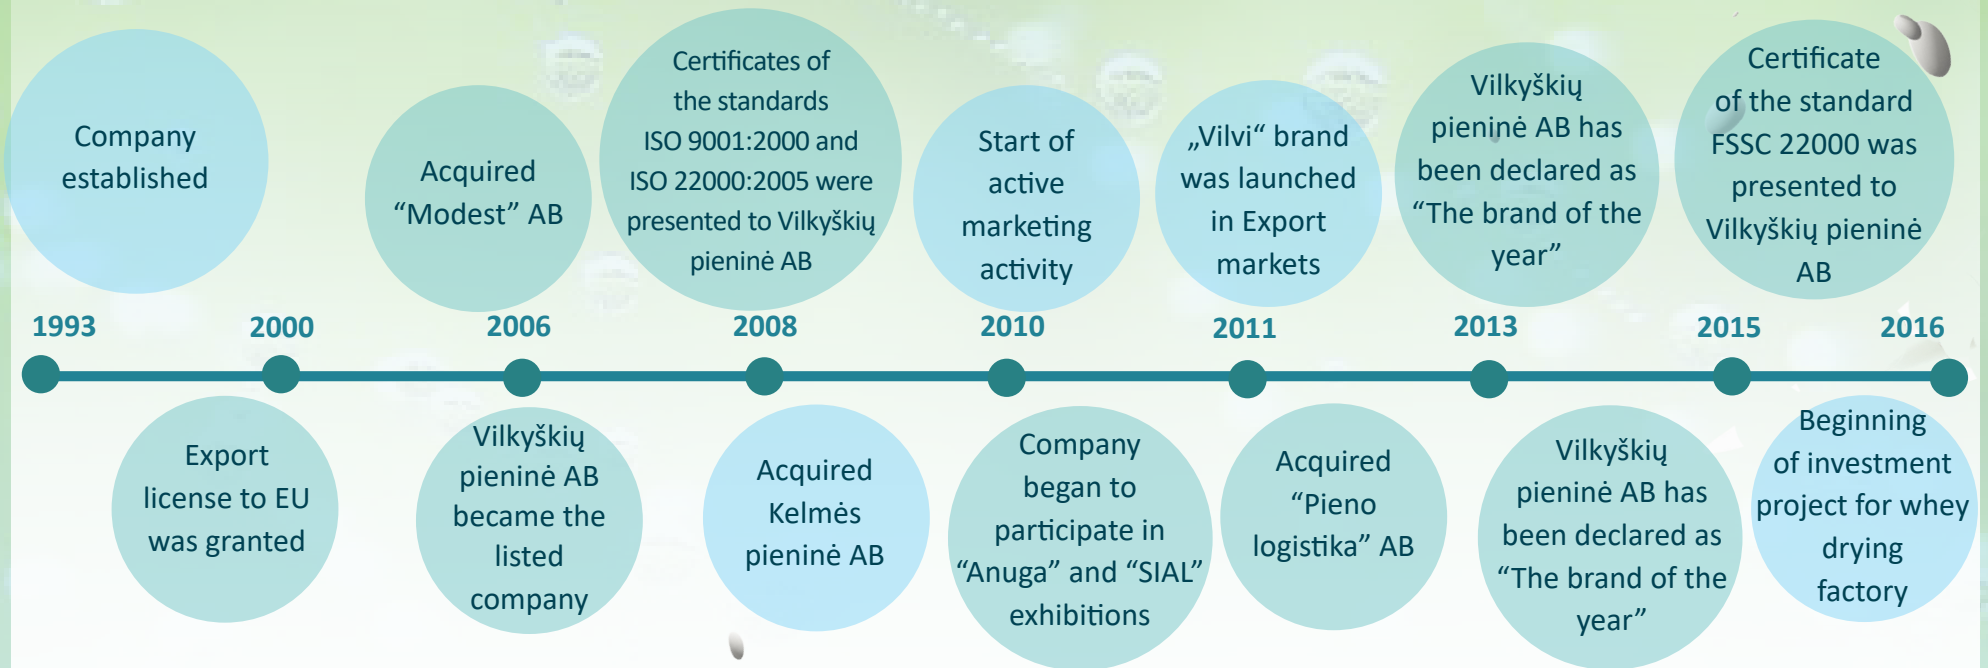 Company
established
Acquired
“Modest” AB
Certificates of
the standards
ISO 9001:2000 and
ISO 22000:2005 were
presented to Vilkyškių
pieninė AB
Start of
active
marketing
activity
„Vilvi“ brand
was launched
in Export
markets
Vilkyškių
pieninė AB has
been declared as
“The brand of the
year”
Certificate
of the standard
FSSC 22000 was
presented to
Vilkyškių pieninė
AB
1993
2000
2006
2008
2010
2011
2013
2015
2016
Export
license to EU
was granted
Vilkyškių
pieninė AB
became the
listed
company
Acquired
Kelmės
pieninė AB
Company
began to
participate in
“Anuga” and “SIAL”
exhibitions
Acquired
“Pieno
logistika” AB
Vilkyškių
pieninė AB has
been declared as
“The brand of the
year”
Beginning
of investment
project for whey
drying
factory